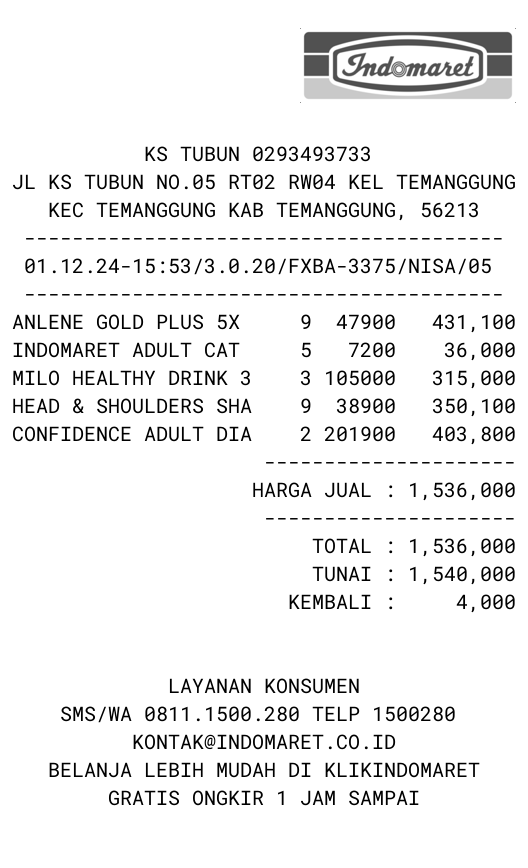 Indomaret
KS TUBUN 0293493733
JL KS TUBUN NO.05 RT02 RW04 KEL TEMANGGUNG
KEC TEMANGGUNG KAB TEMANGGUNG, 56213
----------------------------------------
01.12.24-15:53/3.0.20/FXBA-3375/NISA/05
----------------------------------------
ANLENE GOLD PLUS 5X 9 47900 431,100
INDOMARET ADULT CAT 5 7200 36,000
MILO HEALTHY DRINK 3 3 105000 315,000
HEAD & SHOULDERS SHA 9 38900 350,100
CONFIDENCE ADULT DIA 2 201900 403,800
---------------------
HARGA JUAL : 1,536,000
---------------------
TOTAL : 1,536,000
TUNAI : 1,540,000
KEMBALI : 4,000
LAYANAN KONSUMEN
SMS/WA 0811.1500.280 TELP 1500280
KONTAK@INDOMARET.CO.ID
BELANJA LEBIH MUDAH DI KLIKINDOMARET
GRATIS ONGKIR 1 JAM SAMPAI